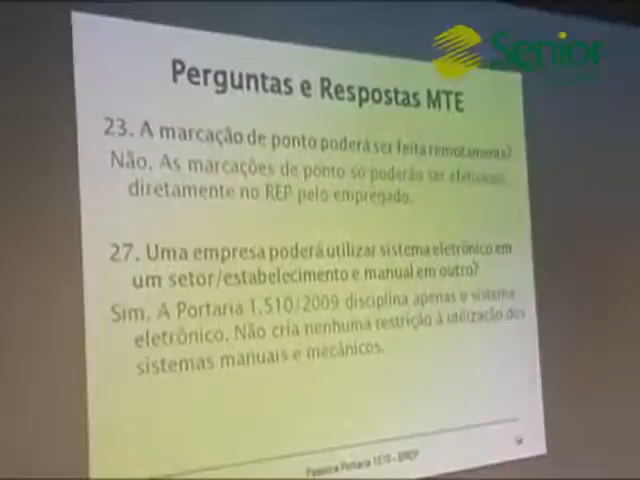 Senior
Perguntas e Respostas MTE
23. A marcação de ponto poderá ser feita remotamente?
Não. As marcações de ponto só poderão ser efetuadas
diretamente no REP pelo empregado.
27. Uma empresa poderá utilizar sistema eletrônico em
um setor/estabelecimento e manual em outro?
Sim. A Portaria 1.510/2009 disciplina apenas o sistema
eletrônico. Não cria nenhuma restrição à utilização dos
sistemas manuais e mecânicos.
Portaria 1510 -